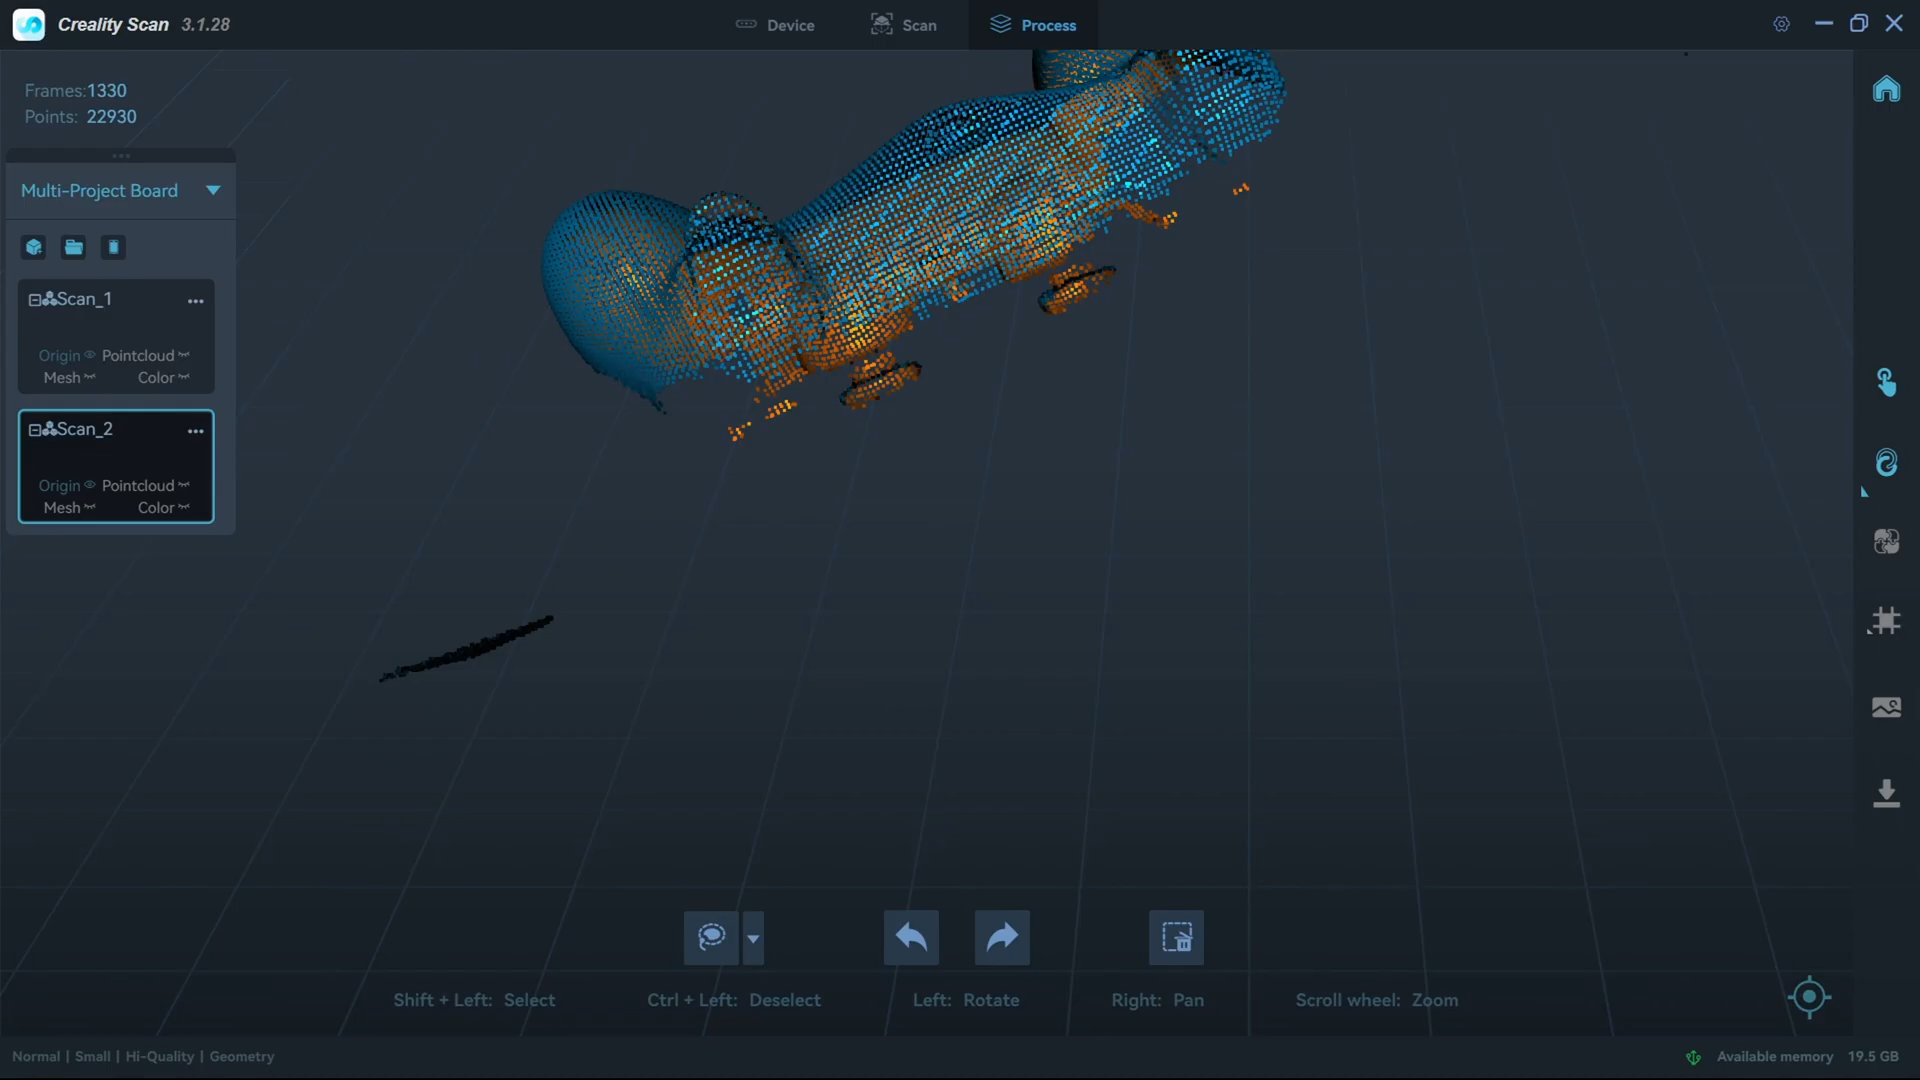 Creality Scan 3.1.28
Device
Scan
Process
Frames:1330
Points: 22930
Multi-Project Board
Scan_1
Origin Pointcloud
Mesh Color
Scan_2
Origin Pointcloud
Mesh Color
Shift + Left: Select
Ctrl + Left: Deselect
Left: Rotate
Right: Pan
Scroll wheel: Zoom
Normal | Small | Hi-Quality | Geometry
Available memory 19.5 GB